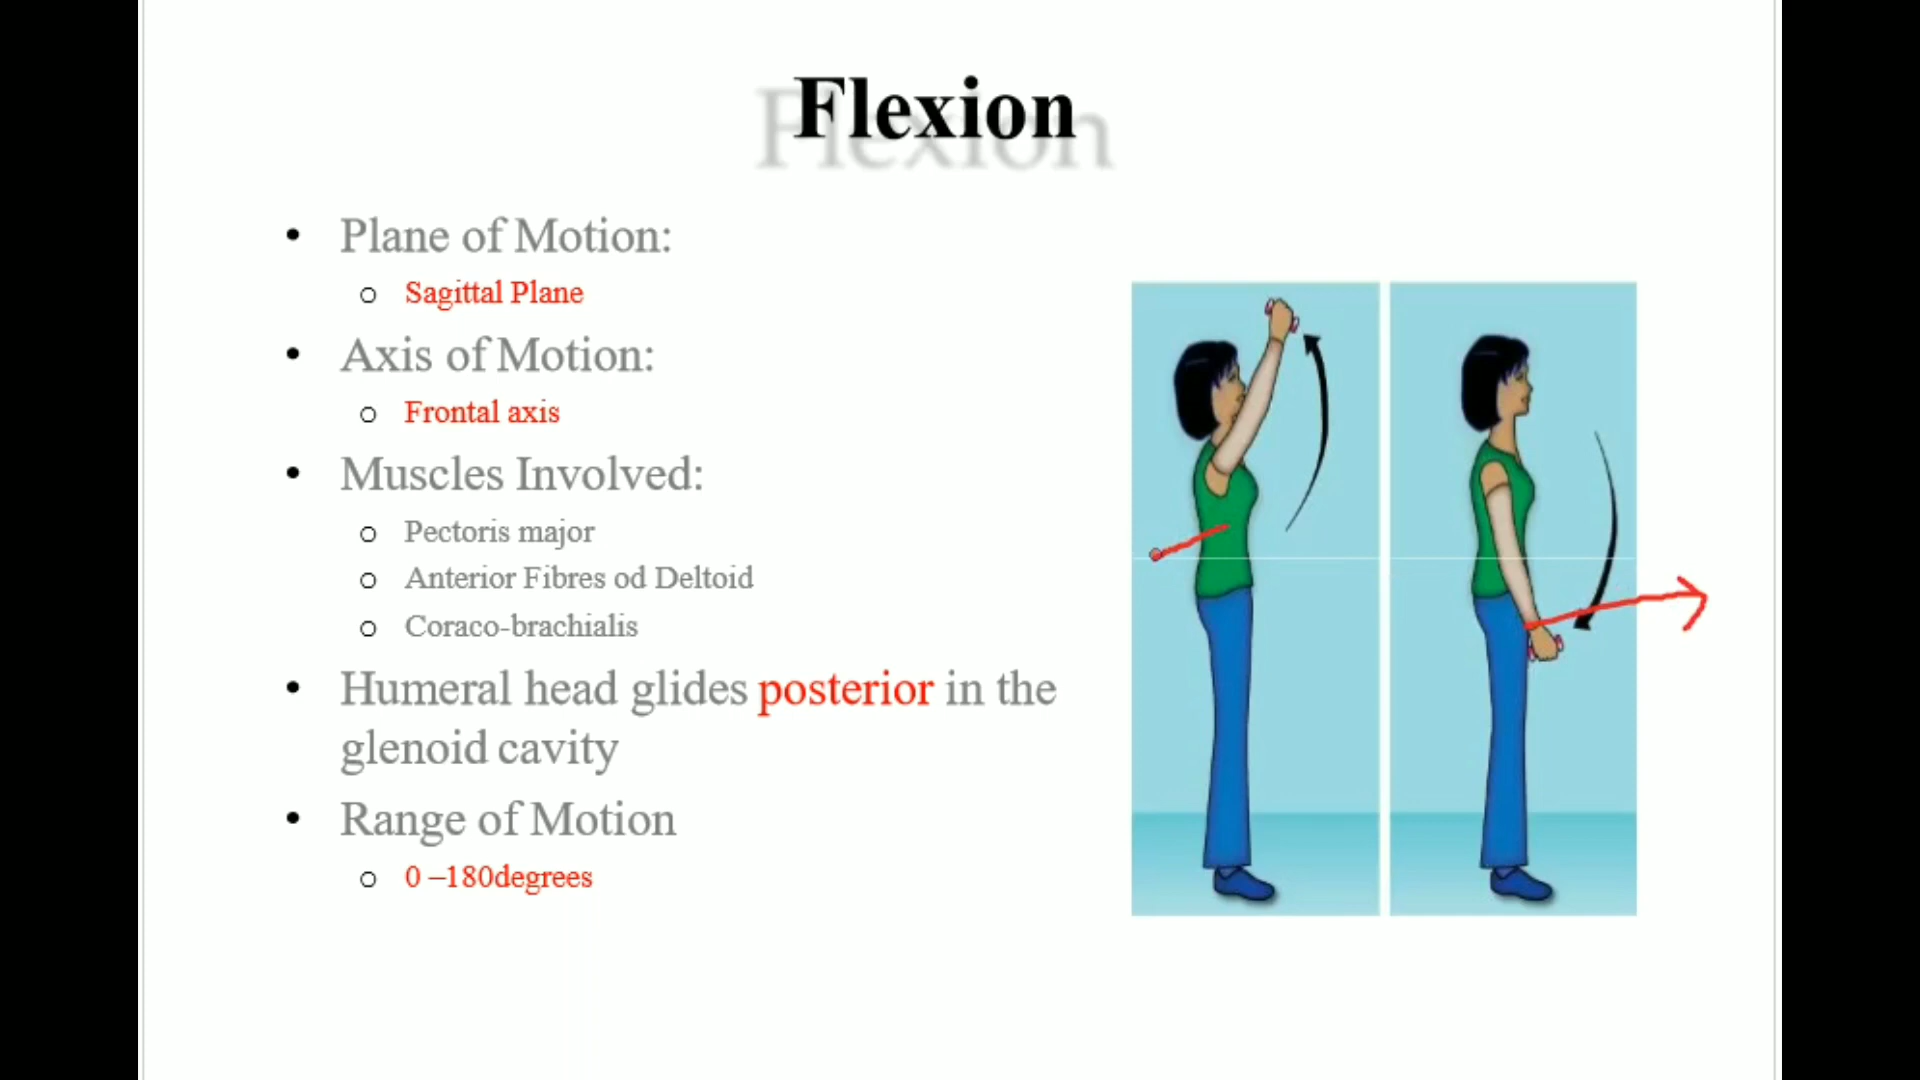 Flexion
• Plane of Motion:
o Sagittal Plane
• Axis of Motion:
o Frontal axis
• Muscles Involved:
o Pectoris major
o Anterior Fibres od Deltoid
o Coraco-brachialis
• Humeral head glides posterior in the
glenoid cavity
• Range of Motion
o 0 –180degrees